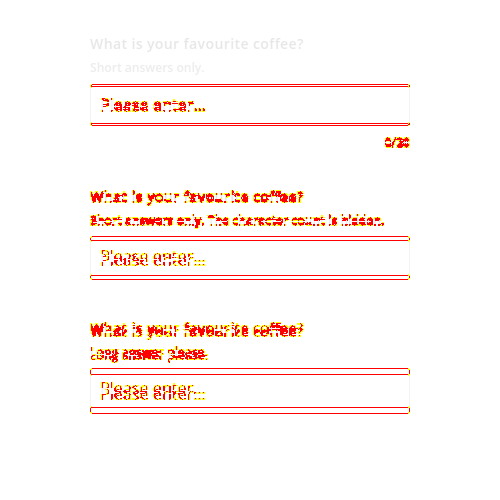 What is your favourite coffee?
Short answers only.
Please enter...
0/20
What is your favourite coffee?
Short answers only. The character count is hidden.
Please enter...
What is your favourite coffee?
Long answer please.
Please enter...